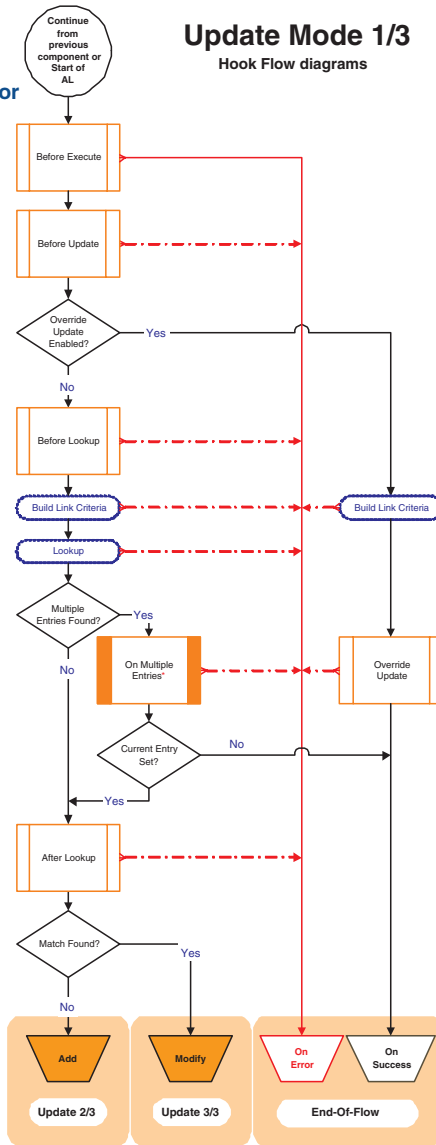 Continue
from
previous
component or
Start of
AL
Update Mode 1/3
Hook Flow diagrams
or
Before Execute
Before Update
Override
Update
Enabled?
Yes
No
Before Lookup
Build Link Criteria
Build Link Criteria
Lookup
Multiple
Entries Found?
Yes
No
On Multiple
Entries*
Override
Update
Current Entry
Set?
No
Yes
After Lookup
Match Found?
Yes
No
Add
Modify
On
Error
On
Success
Update 2/3
Update 3/3
End-Of-Flow